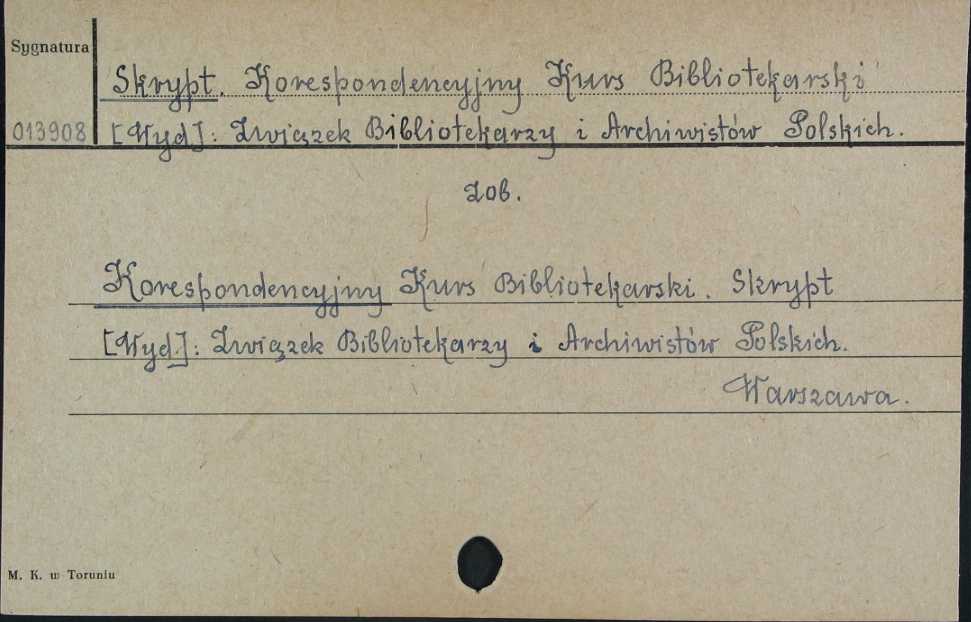 Sygnatura
Skrypt. Korespondencyjny Kurs Bibliotekarski
013908 [Wyd]: Związek Bibliotekarzy i Archiwistów Polskich.
zob.
Korespondencyjny Kurs Bibliotekarski. Skrypt
[Wyd.]: Związek Bibliotekarzy i Archiwistów Polskich.
Warszawa.
M. K. w Toruniu